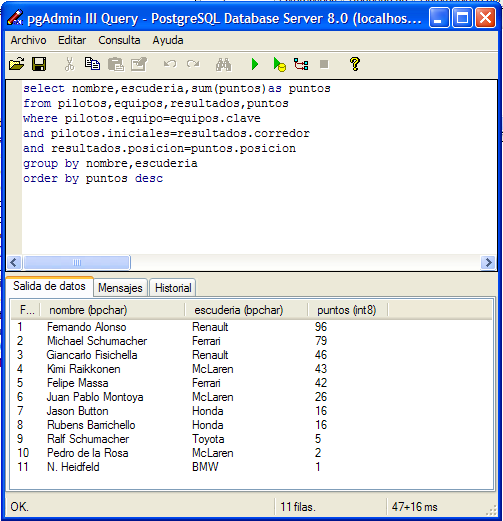 pgAdmin III Query - PostgreSQL Database Server 8.0 (localhos...
Archivo Editar Consulta Ayuda
select nombre,escuderia,sum(puntos)as puntos
from pilotos,equipos,resultados,puntos
where pilotos.equipo=equipos.clave
and pilotos.iniciales=resultados.corredor
and resultados.posicion=puntos.posicion
group by nombre,escuderia
order by puntos desc
Salida de datos Mensajes Historial
F... nombre (bpchar) escuderia (bpchar) puntos (int8)
1 Fernando Alonso Renault 96
2 Michael Schumacher Ferrari 79
3 Giancarlo Fisichella Renault 46
4 Kimi Raikkonen McLaren 43
5 Felipe Massa Ferrari 42
6 Juan Pablo Montoya McLaren 26
7 Jason Button Honda 16
8 Rubens Barrichello Honda 16
9 Ralf Schumacher Toyota 5
10 Pedro de la Rosa McLaren 2
11 N. Heidfeld BMW 1
OK. 11 filas. 47+16 ms